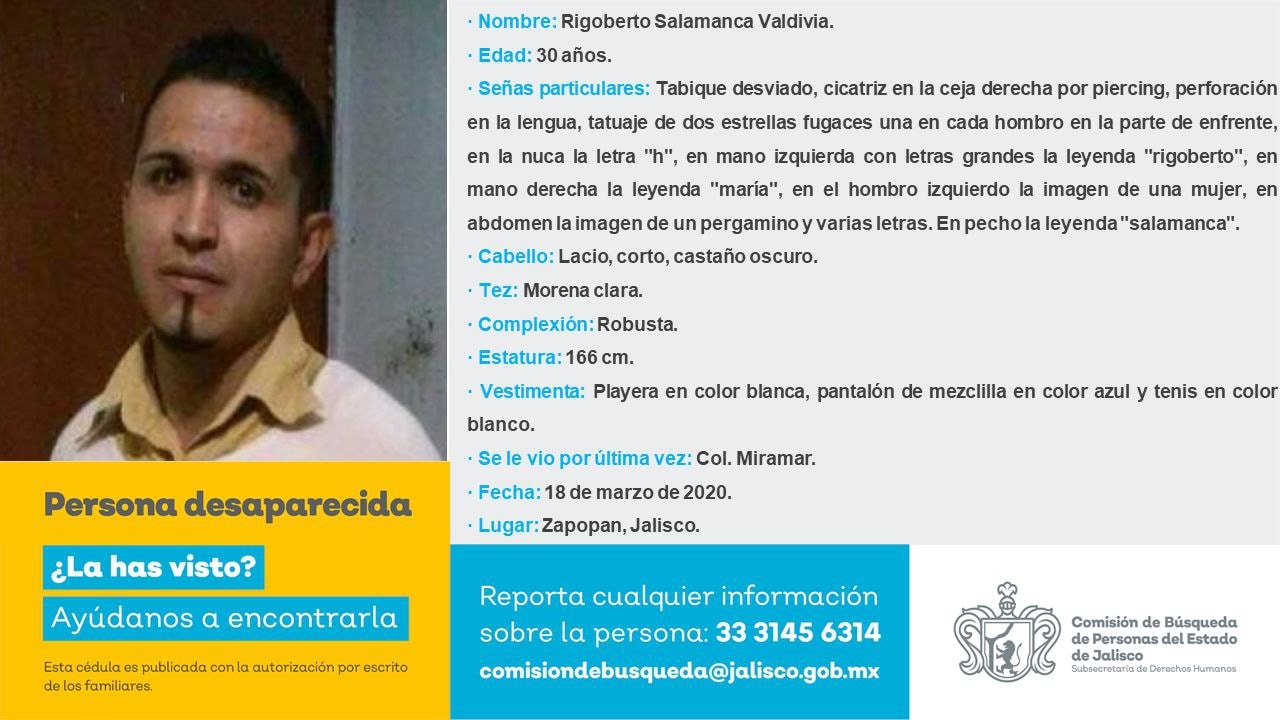 · Nombre: Rigoberto Salamanca Valdivia.
· Edad: 30 años.
· Señas particulares: Tabique desviado, cicatriz en la ceja derecha por piercing, perforación
en la lengua, tatuaje de dos estrellas fugaces una en cada hombro en la parte de enfrente,
en la nuca la letra "h", en mano izquierda con letras grandes la leyenda "rigoberto", en
mano derecha la leyenda "maría", en el hombro izquierdo la imagen de una mujer, en
abdomen la imagen de un pergamino y varias letras. En pecho la leyenda "salamanca".
· Cabello: Lacio, corto, castaño oscuro.
· Tez: Morena clara.
· Complexión: Robusta.
· Estatura: 166 cm.
· Vestimenta: Playera en color blanca, pantalón de mezclilla en color azul y tenis en color
blanco.
· Se le vio por última vez: Col. Miramar.
· Fecha: 18 de marzo de 2020.
· Lugar: Zapopan, Jalisco.
Persona desaparecida
¿La has visto?
Ayúdanos a encontrarla
Esta cédula es publicada con la autorización por escrito
de los familiares.
Reporta cualquier información
sobre la persona: 33 3145 6314
comisiondebusqueda@jalisco.gob.mx
Comisión de Búsqueda
de Personas del Estado
de Jalisco
Subsecretaría de Derechos Humanos